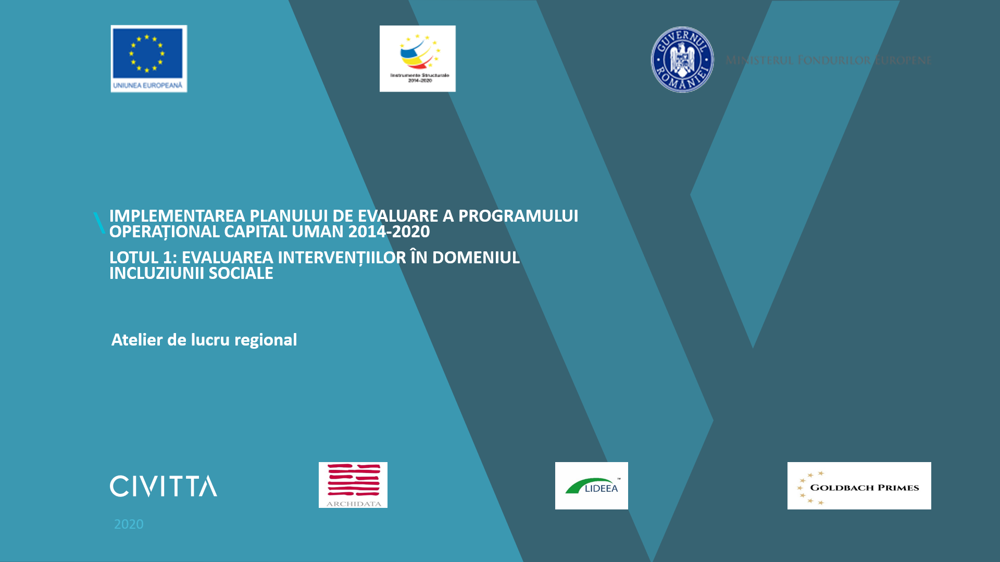 UNIUNEA EUROPEANĂ
Instrumente Structurale
2014-2020
GUVERNUL ROMÂNIEI
MINISTERUL FONDURILOR EUROPENE
IMPLEMENTAREA PLANULUI DE EVALUARE A PROGRAMULUI
OPERAȚIONAL CAPITAL UMAN 2014-2020
LOTUL 1: EVALUAREA INTERVENȚIILOR ÎN DOMENIUL
INCLUZIUNII SOCIALE
Atelier de lucru regional
CIVITTA
ARCHIDATA
LIDEEA™
GOLDBACH PRIMES
2020